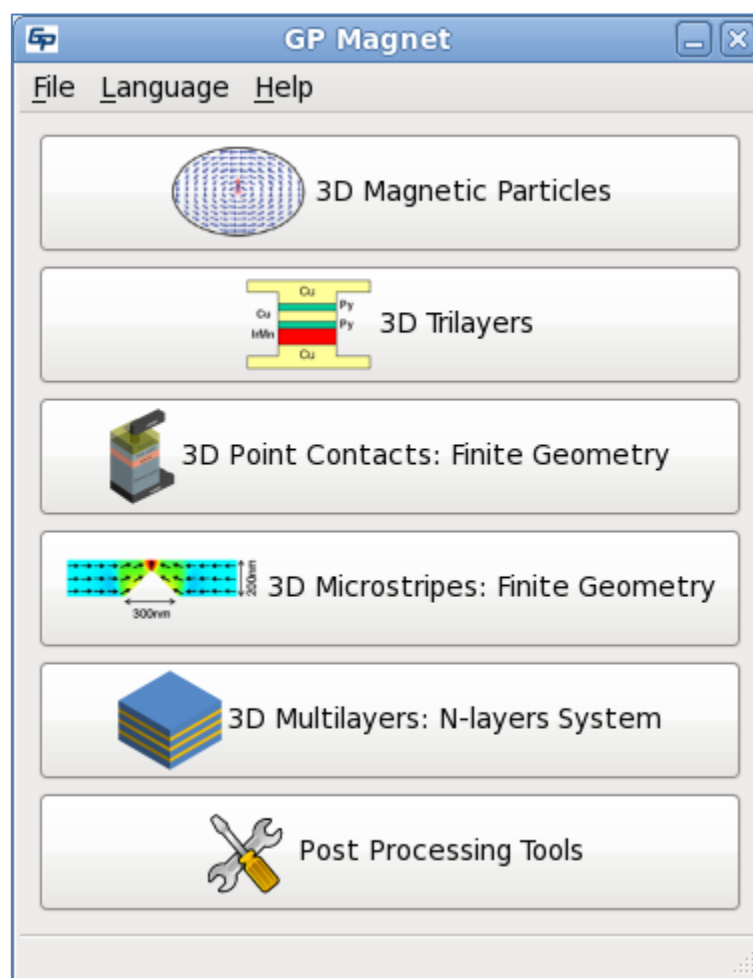 GP GP Magnet
File Language Help
3D Magnetic Particles
Cu
Cu Py
Py
IrMn
Cu
3D Trilayers
3D Point Contacts: Finite Geometry
200nm
300nm
3D Microstripes: Finite Geometry
3D Multilayers: N-layers System
Post Processing Tools